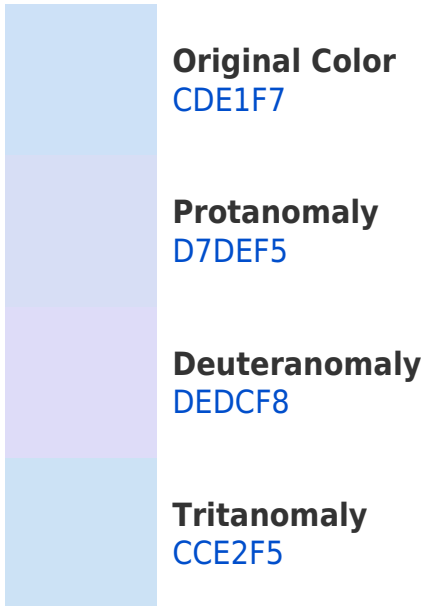 Original Color
CDE1F7
Protanomaly
D7DEF5
Deuteranomaly
DEDCF8
Tritanomaly
CCE2F5